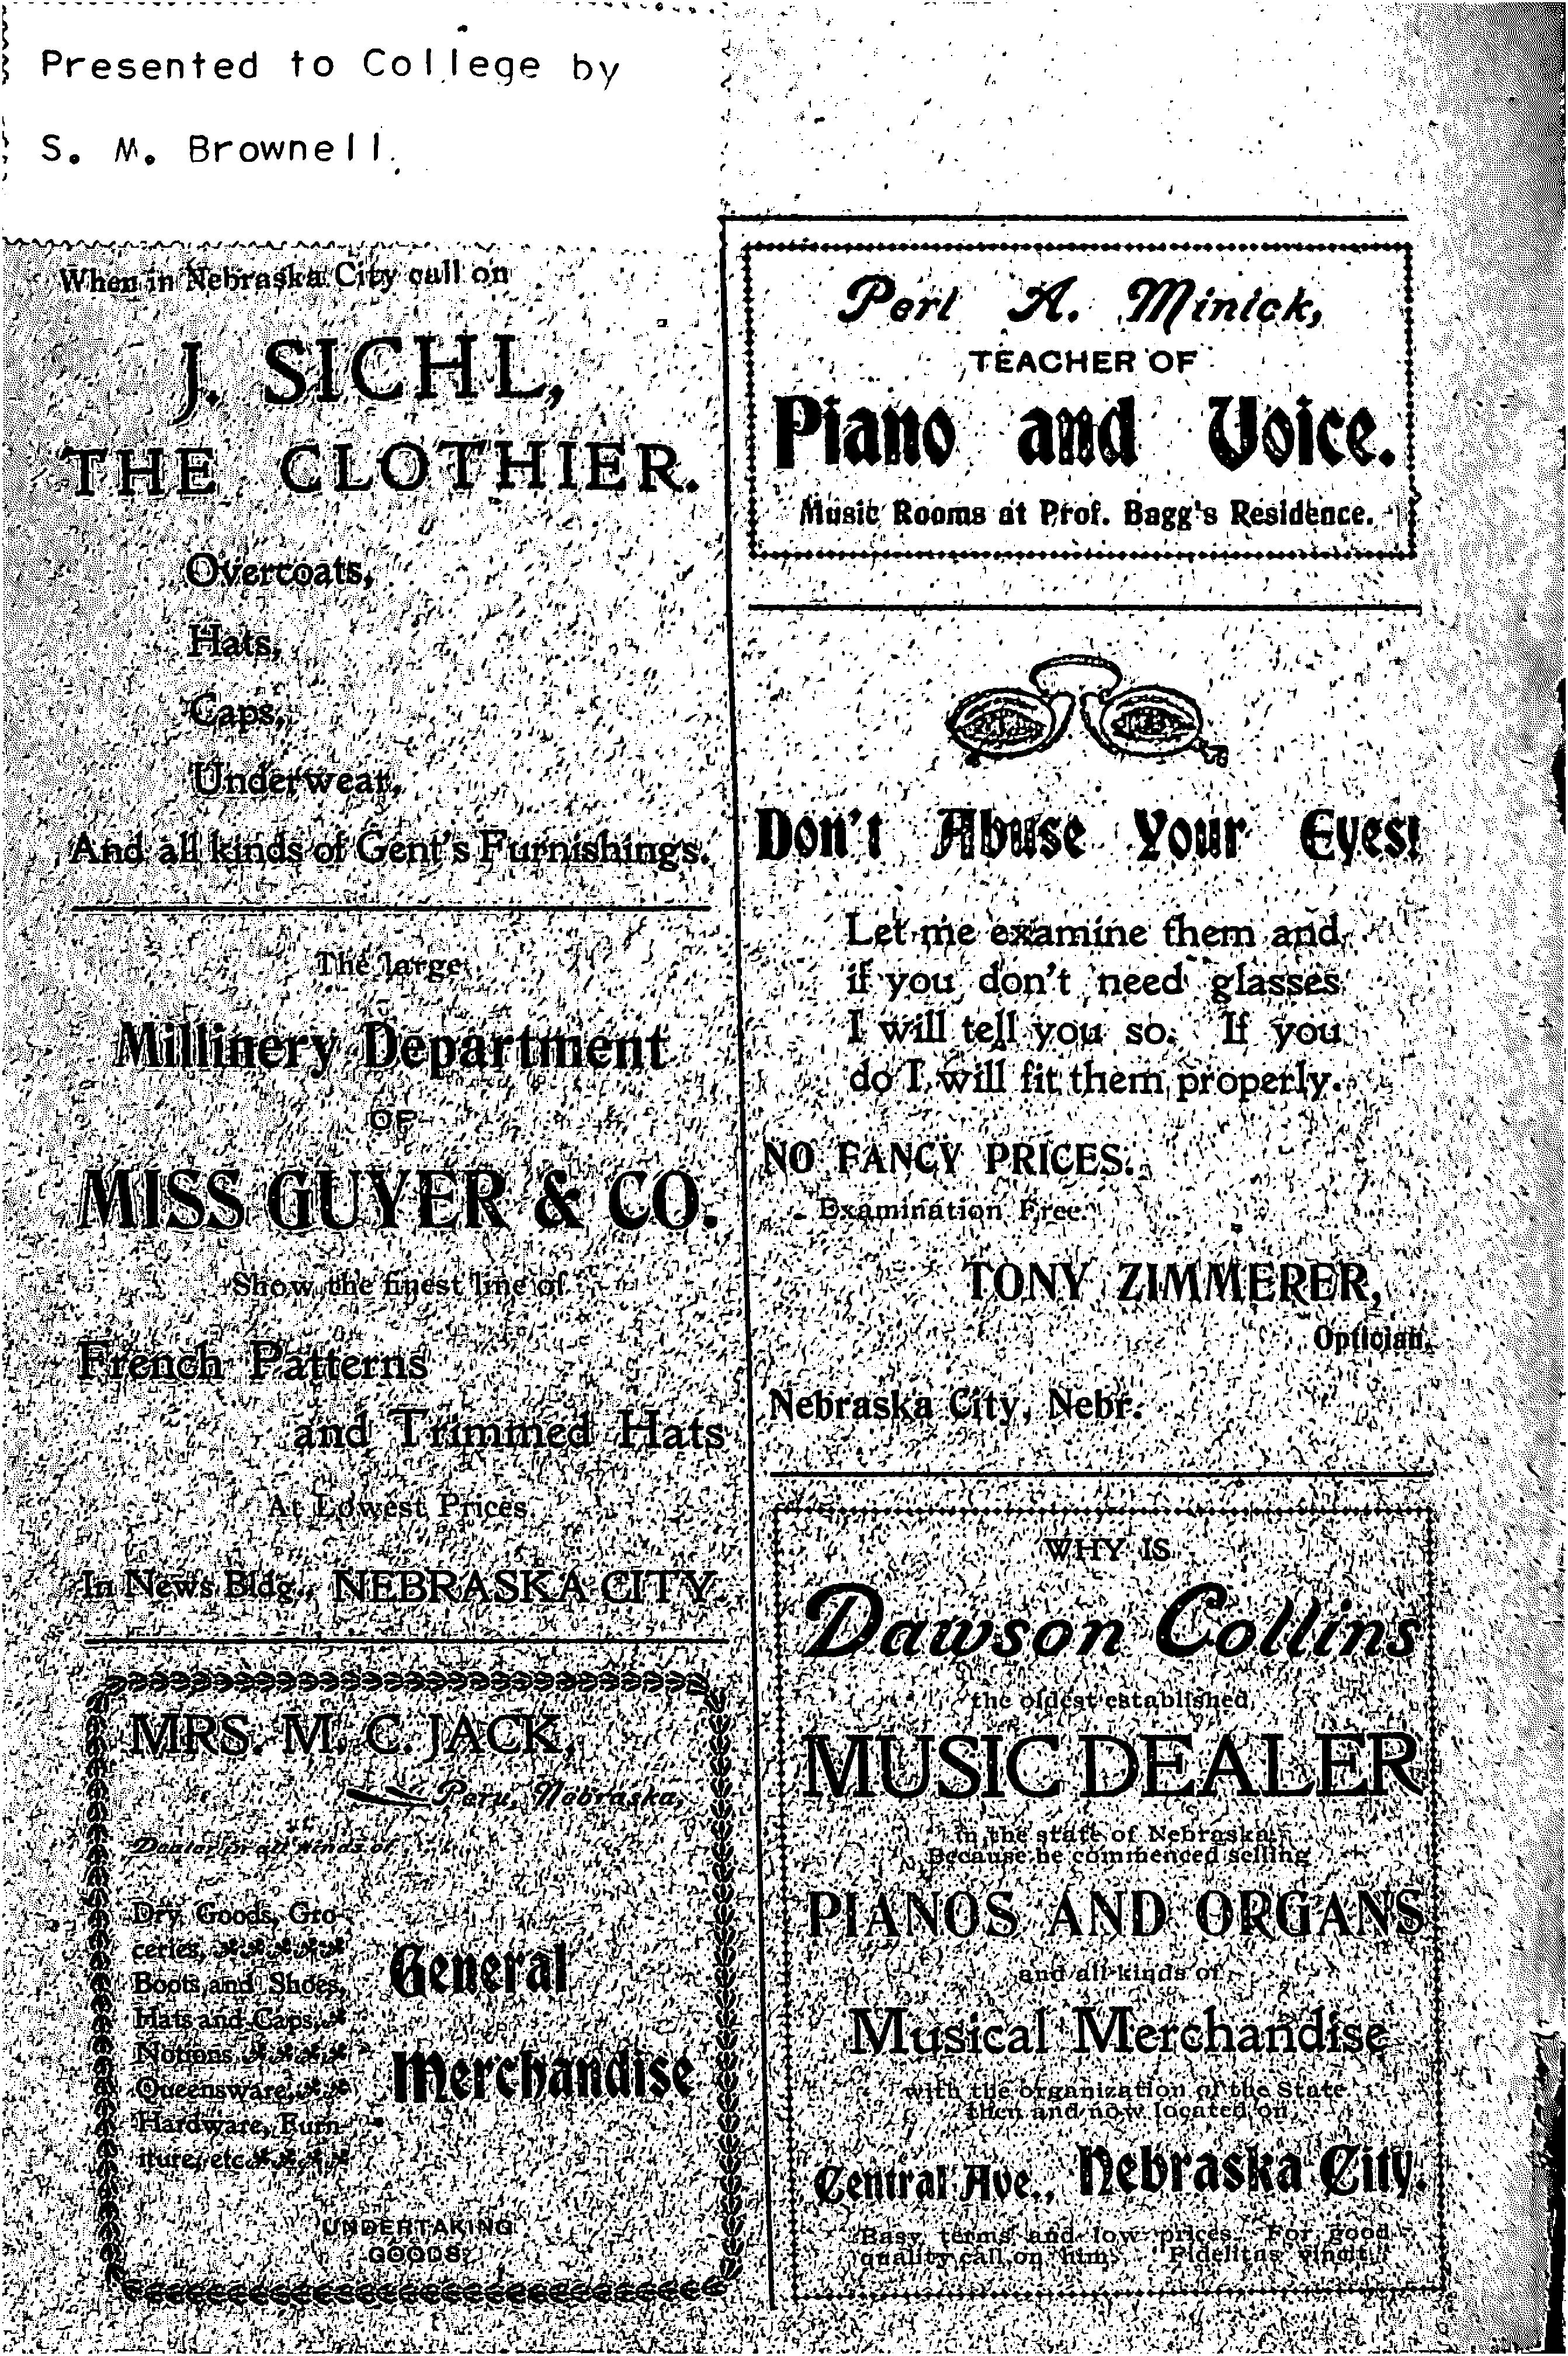 Presented to College by
S. M. Brownell.
When in Nebraska City call on
J. SICHL,
THE CLOTHIER.
Overcoats,
Hats,
Caps,
Underwear,
And all kinds of Gent's Furnishings.
The large
Millinery Department
OF
MISS GUYER & CO.
Show the finest line of
French Patterns
and Trimmed Hats
At Lowest Prices
In News Bldg., NEBRASKA CITY.
MRS. M. C. JACK,
Peru, Nebraska,
Dealer in all kinds of
Dry Goods, Gro-
ceries,
Boots and Shoes,
Hats and Caps,
Notions,
Queensware,
Hardware, Furn-
iture, etc.
General
Merchandise
UNDERTAKING
GOODS.
Perl A. Minick,
TEACHER OF
Piano and Voice.
Music Rooms at Prof. Bagg's Residence.
Don't Abuse Your Eyes!
Let me examine them and
if you don't need glasses
I will tell you so. If you
do I will fit them properly.
NO FANCY PRICES.
Examination Free.
TONY ZIMMERER,
Optician,
Nebraska City, Nebr.
WHY IS
Dawson Collins
the oldest established
MUSIC DEALER
in the state of Nebraska?
Because he commenced selling
PIANOS AND ORGANS
and all kinds of
Musical Merchandise
with the organization of the State
then and now located on
Central Ave., Nebraska City.
Easy terms and low prices. For good
quality call on him. Fidelitas vincit.